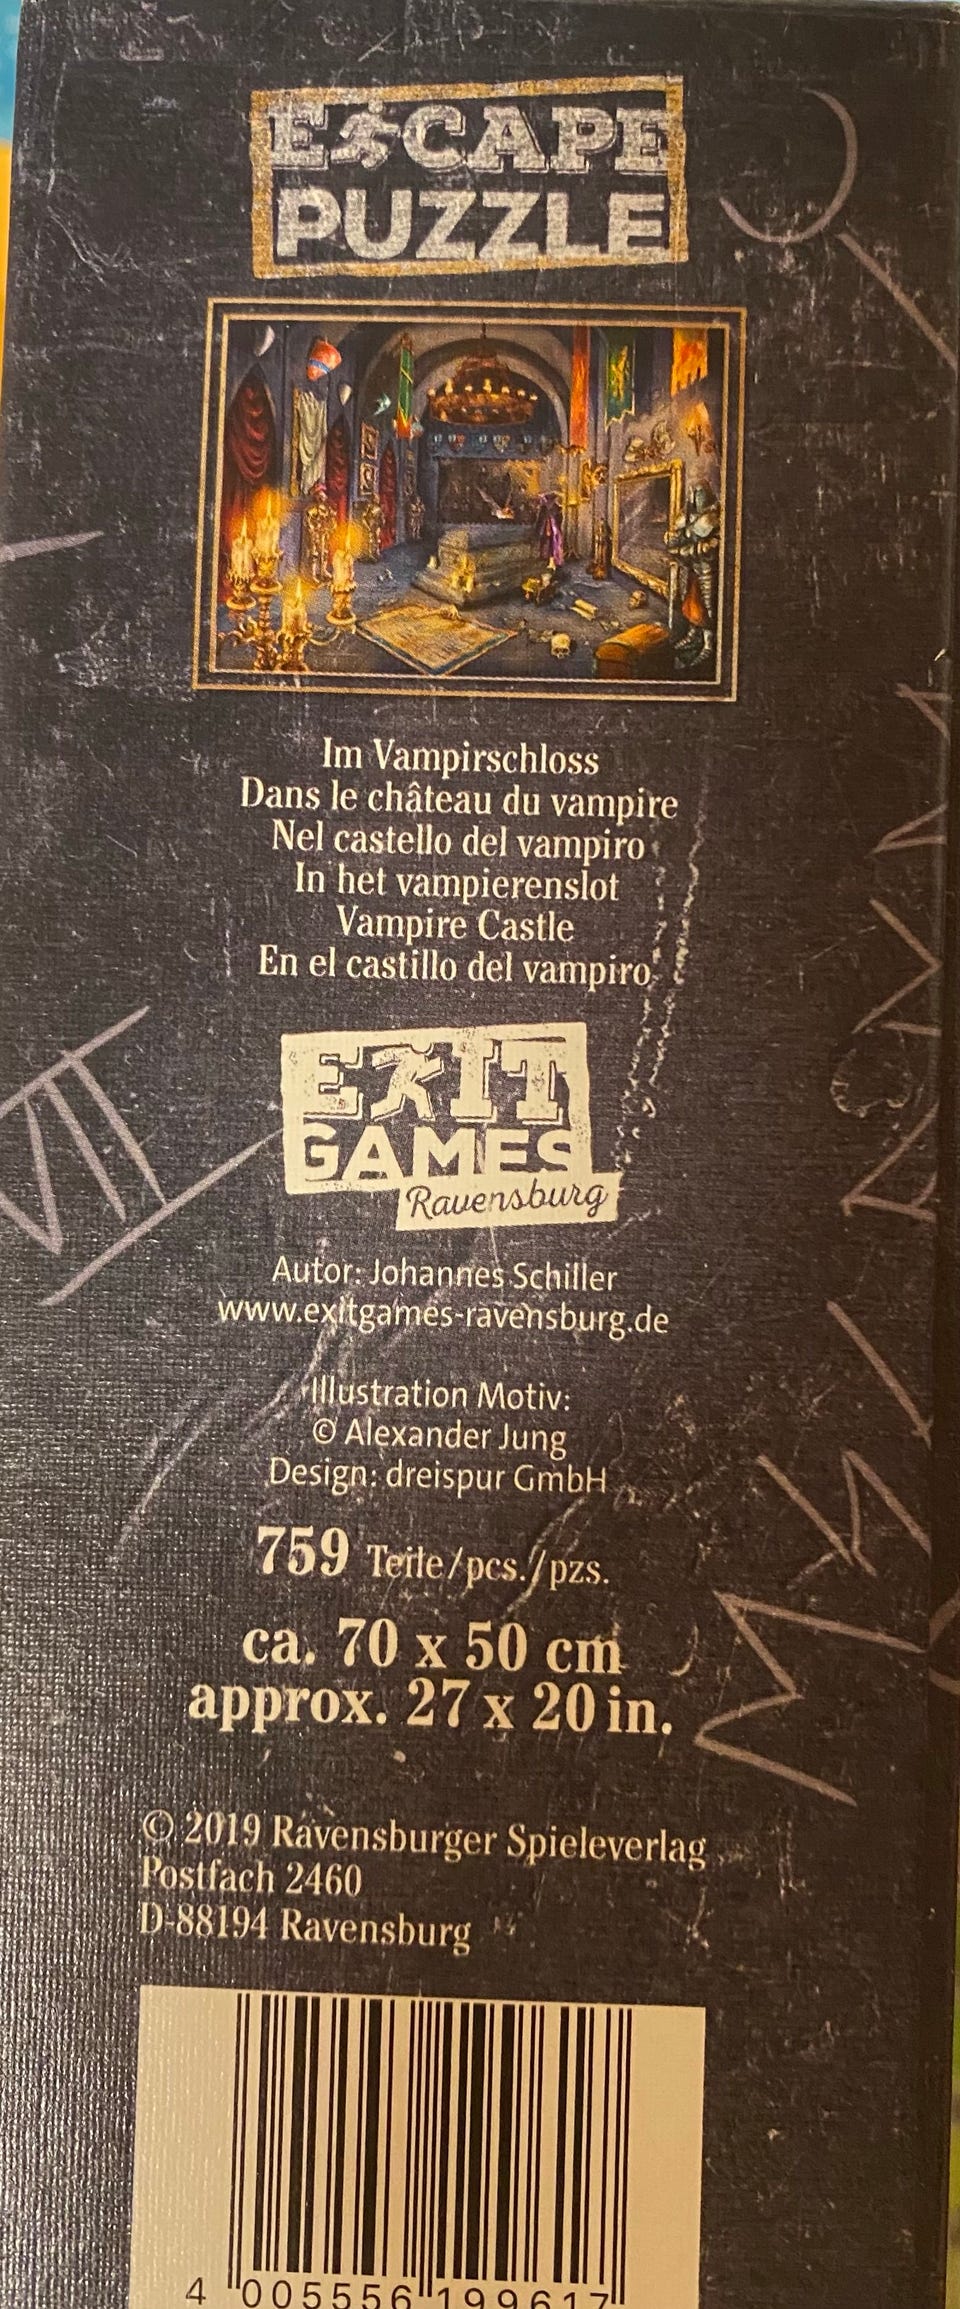 ESCAPE
PUZZLE
Im Vampirschloss
Dans le château du vampire
Nel castello del vampiro
In het vampierenslot
Vampire Castle
En el castillo del vampiro
EXIT
GAMES
Ravensburg
Autor: Johannes Schiller
www.exitgames-ravensburg.de
Illustration Motiv:
© Alexander Jung
Design: dreispur GmbH
759 Teile/pcs./pzs.
ca. 70 x 50 cm
approx. 27 x 20 in.
© 2019 Ravensburger Spieleverlag
Postfach 2460
D-88194 Ravensburg
4 005556 199617
VII